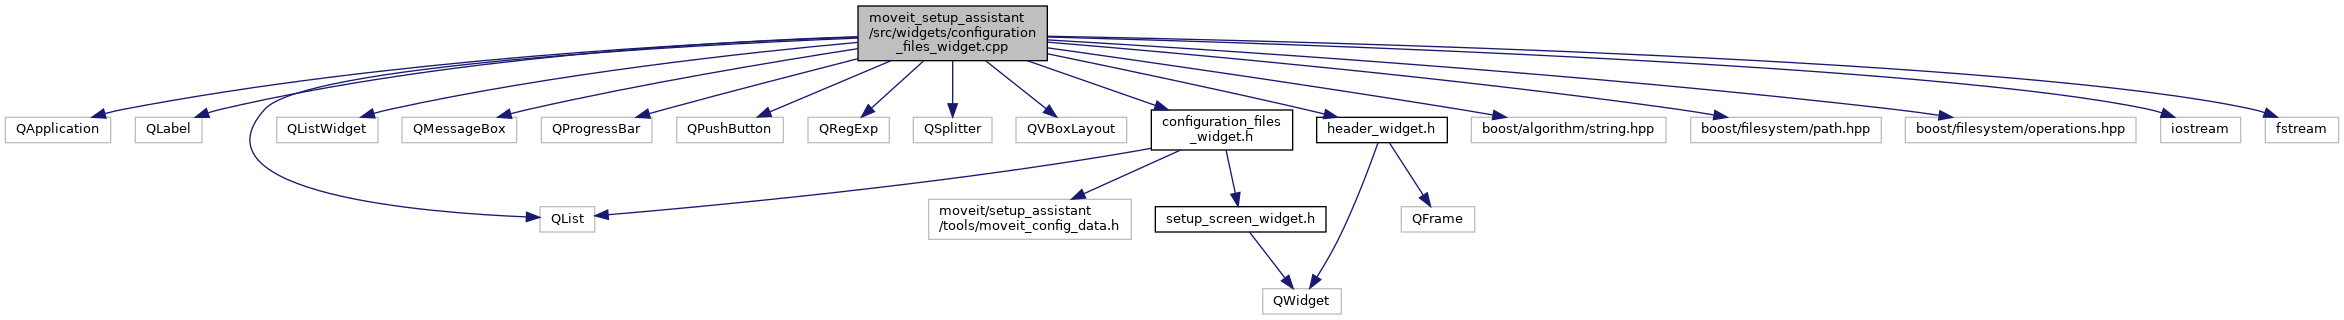 moveit_setup_assistant
/src/widgets/configuration
_files_widget.cpp
QApplication
QLabel
QListWidget
QMessageBox
QProgressBar
QPushButton
QRegExp
QSplitter
QVBoxLayout
configuration_files
_widget.h
header_widget.h
boost/algorithm/string.hpp
boost/filesystem/path.hpp
boost/filesystem/operations.hpp
iostream
fstream
QList
moveit/setup_assistant
/tools/moveit_config_data.h
setup_screen_widget.h
QFrame
QWidget